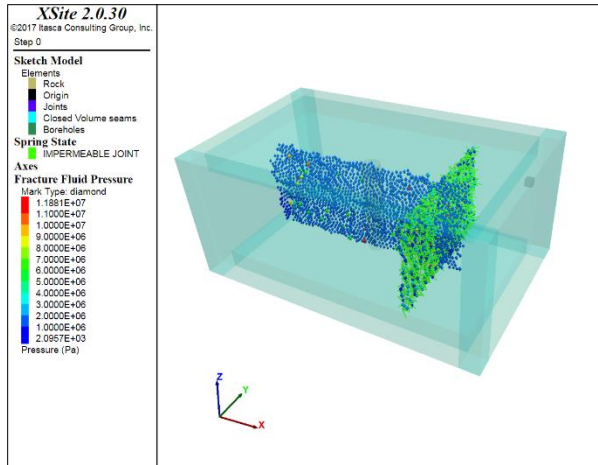 XSite 2.0.30
©2017 Itasca Consulting Group, Inc.
Step 0
Sketch Model
Elements
Rock
Origin
Joints
Closed Volume seams
Boreholes
Spring State
IMPERMEABLE JOINT
Axes
Fracture Fluid Pressure
Mark Type: diamond
1.1881E+07
1.1000E+07
1.0000E+07
9.0000E+06
8.0000E+06
7.0000E+06
6.0000E+06
5.0000E+06
4.0000E+06
3.0000E+06
2.0000E+06
1.0000E+06
2.0957E+03
Pressure (Pa)
Z
Y
X